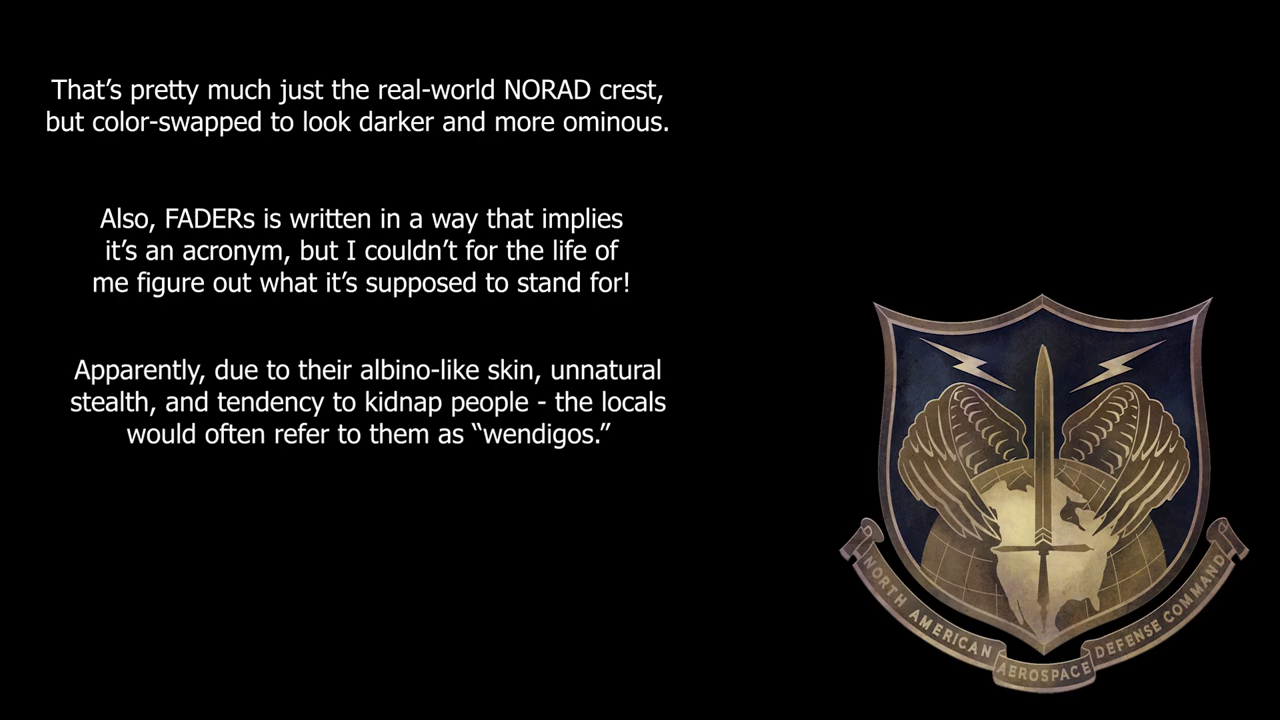 That’s pretty much just the real-world NORAD crest,
but color-swapped to look darker and more ominous.
Also, FADERs is written in a way that implies
it’s an acronym, but I couldn’t for the life of
me figure out what it’s supposed to stand for!
Apparently, due to their albino-like skin, unnatural
stealth, and tendency to kidnap people - the locals
would often refer to them as “wendigos.”
NORTH AMERICAN
AEROSPACE
DEFENSE COMMAND